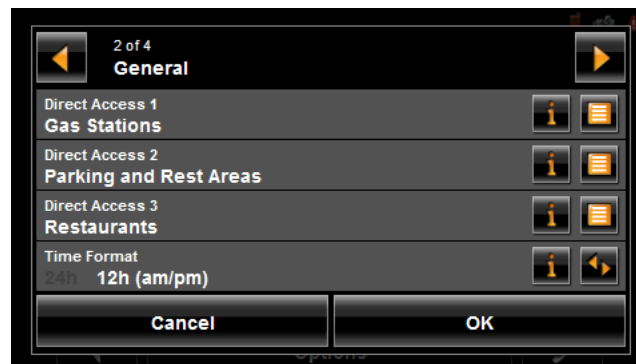 2 of 4
General
Direct Access 1
Gas Stations
Direct Access 2
Parking and Rest Areas
Direct Access 3
Restaurants
Time Format
24h 12h (am/pm)
Cancel OK
Options